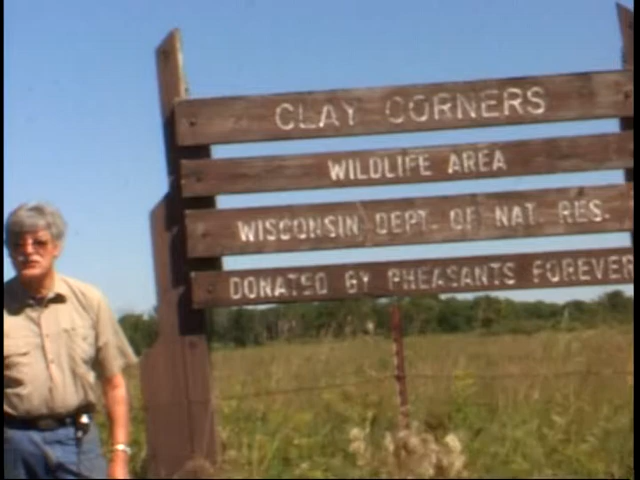 CLAY CORNERS
WILDLIFE AREA
WISCONSIN DEPT. OF NAT. RES.
DONATED BY PHEASANTS FOREVER